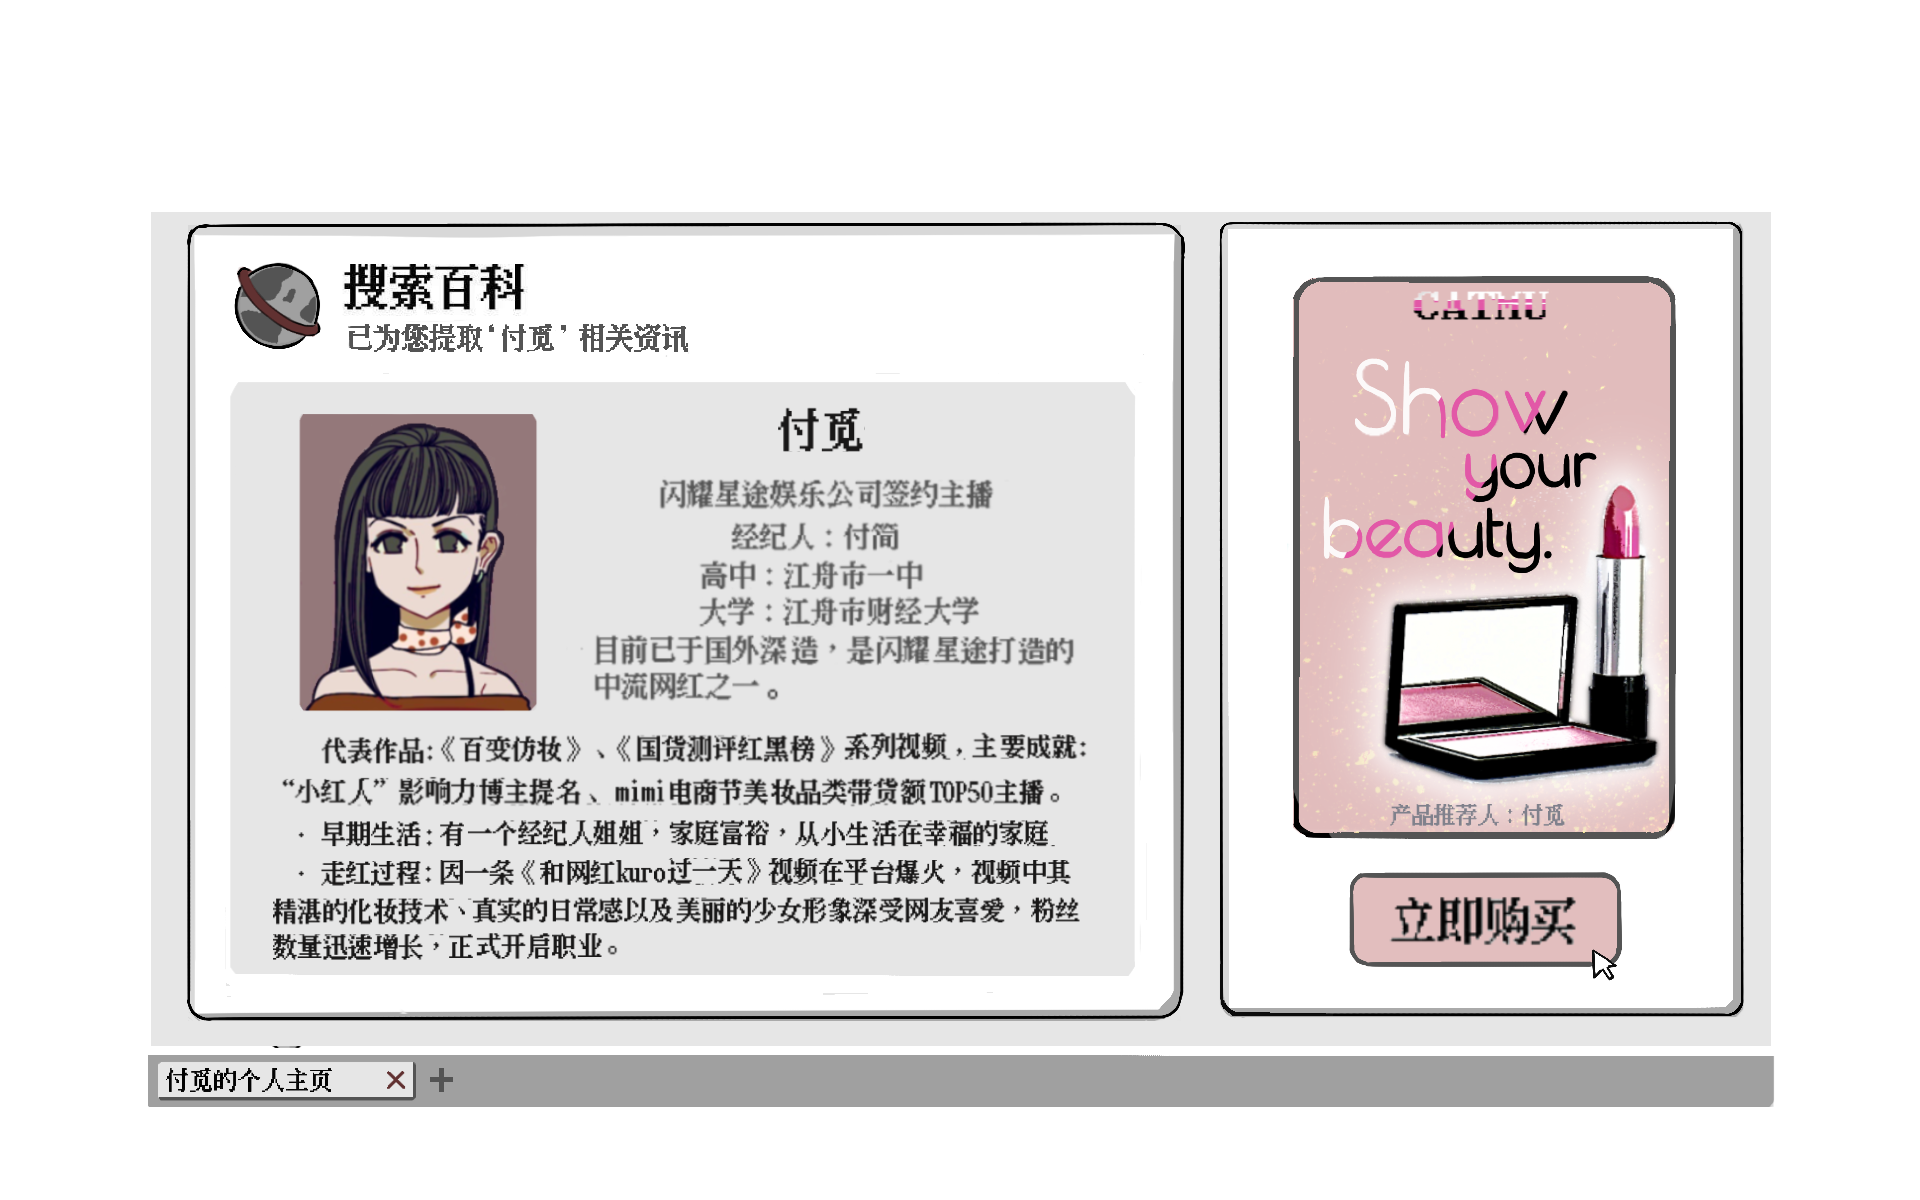 搜索百科
已为您提取‘付觅’相关资讯
付觅
闪耀星途娱乐公司签约主播
经纪人：付简
高中：江舟市一中
大学：江舟市财经大学
目前已于国外深造，是闪耀星途打造的
中流网红之一。
代表作品:《百变仿妆》、《国货测评红黑榜》系列视频，主要成就:
“小红人”影响力博主提名、mimi电商节美妆品类带货额TOP50主播。
· 早期生活:有一个经纪人姐姐，家庭富裕，从小生活在幸福的家庭
· 走红过程:因一条《和网红kuro过一天》视频在平台爆火，视频中其
精湛的化妆技术、真实的日常感以及美丽的少女形象深受网友喜爱，粉丝
数量迅速增长，正式开启职业。
CATMU
Show
your
beauty.
产品推荐人：付觅
立即购买
付觅的个人主页